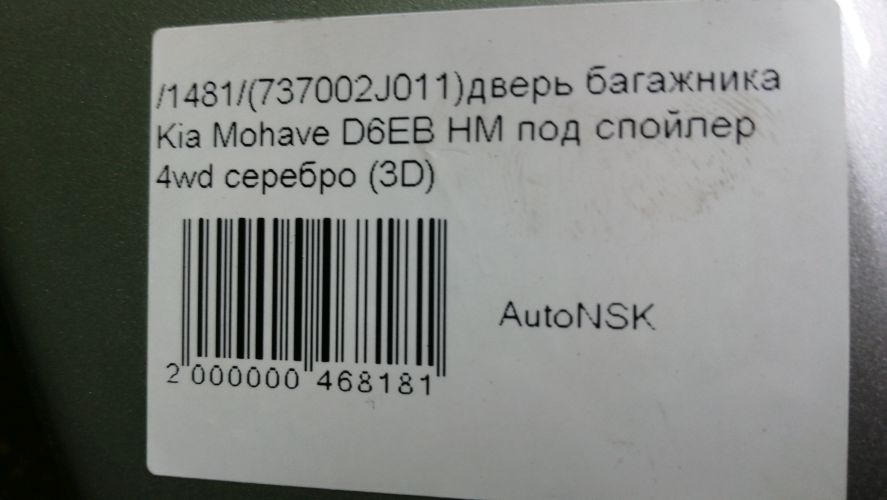 /1481/(737002J011)дверь багажника
Kia Mohave D6EB HM под спойлер
4wd серебро (3D)
AutoNSK
2 000000 468181